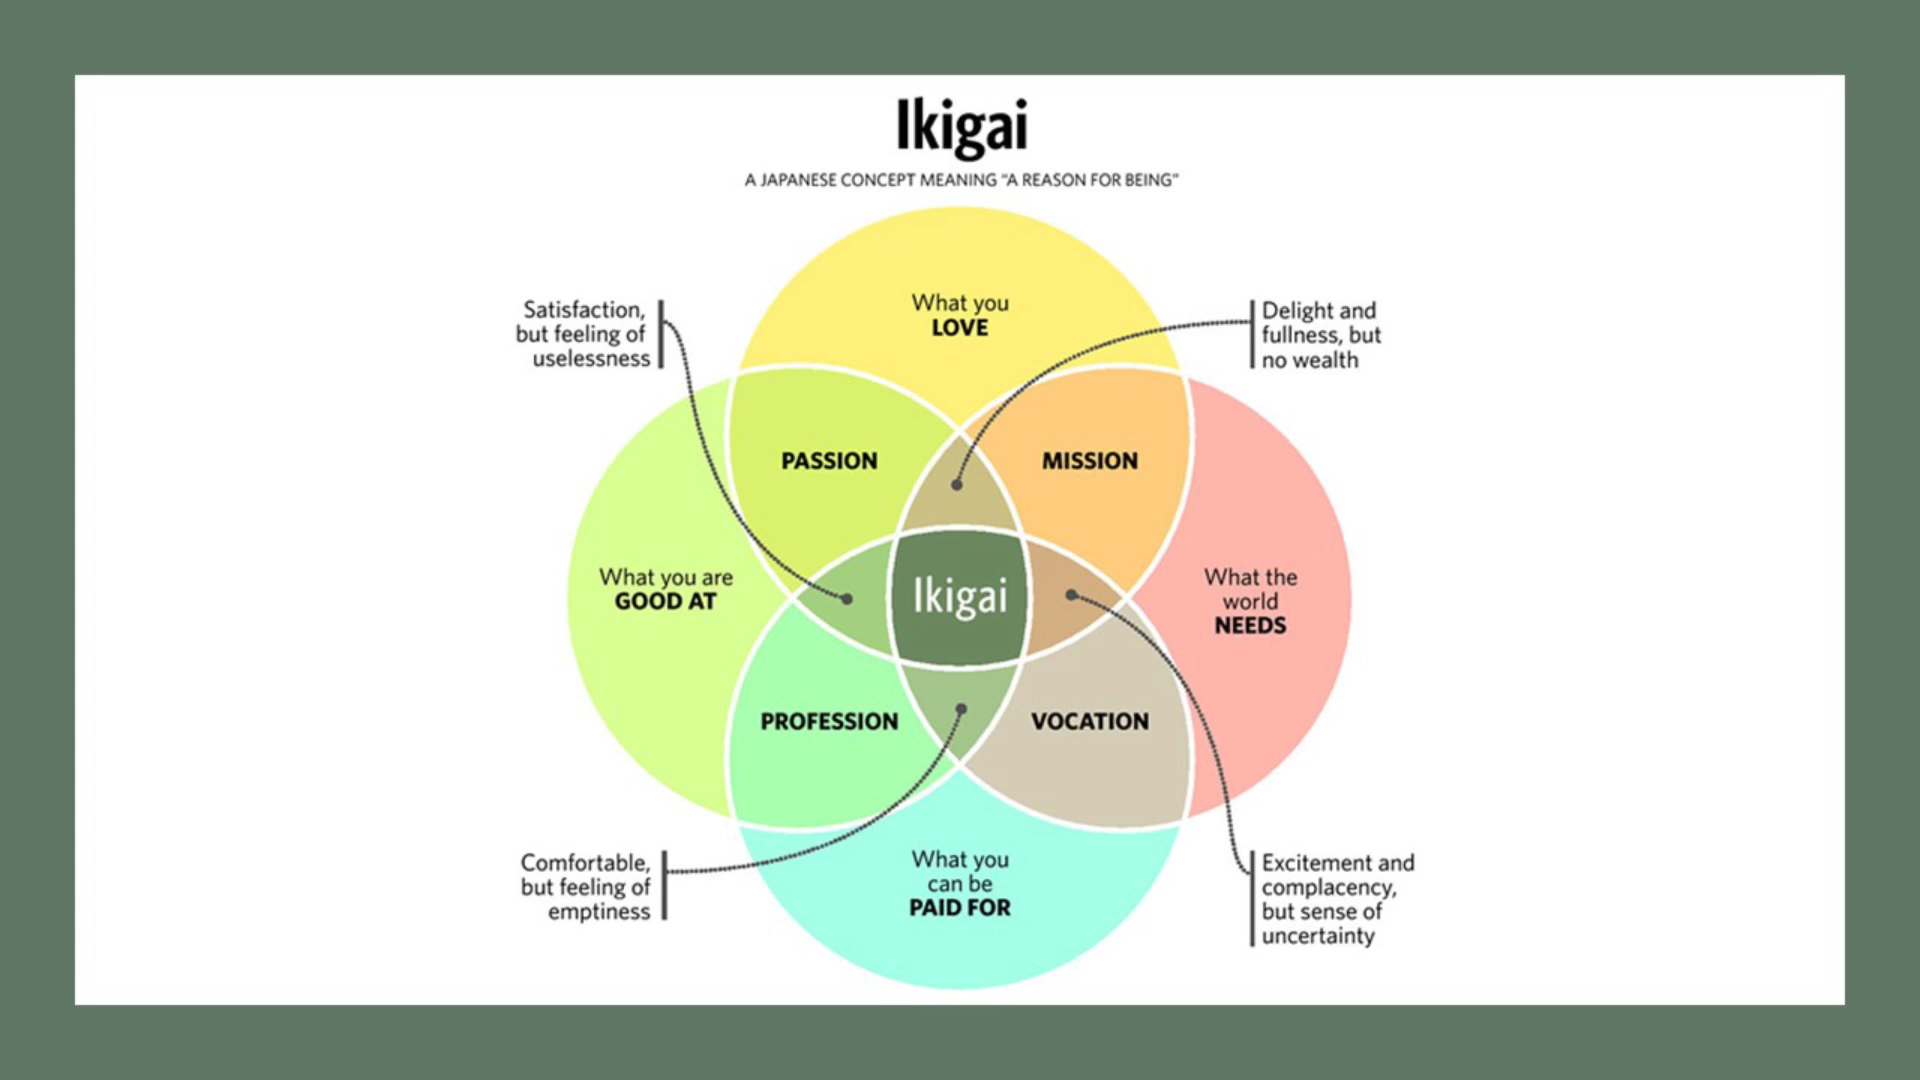 Ikigai
A JAPANESE CONCEPT MEANING "A REASON FOR BEING"
What you
LOVE
Satisfaction,
but feeling of
uselessness
Delight and
fullness, but
no wealth
PASSION
MISSION
What you are
GOOD AT
Ikigai
What the
world
NEEDS
PROFESSION
VOCATION
What you
can be
PAID FOR
Comfortable,
but feeling of
emptiness
Excitement and
complacency,
but sense of
uncertainty